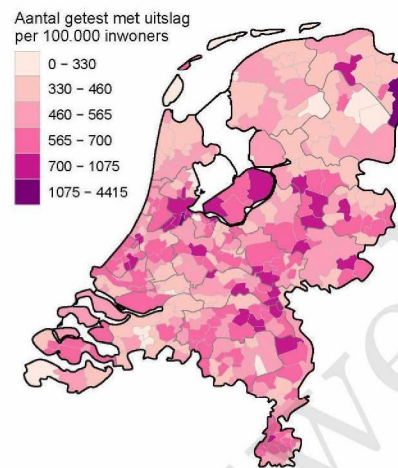 Aantal getest met uitslag
per 100.000 inwoners
0 – 330
330 – 460
460 – 565
565 – 700
700 – 1075
1075 – 4415